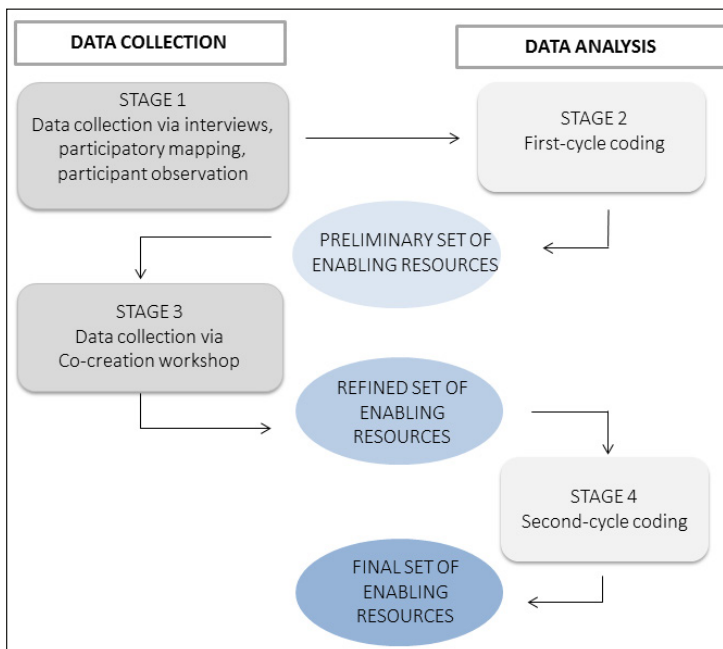 DATA COLLECTION
DATA ANALYSIS
STAGE 1
Data collection via interviews,
participatory mapping,
participant observation
STAGE 2
First-cycle coding
PRELIMINARY SET OF
ENABLING RESOURCES
STAGE 3
Data collection via
Co-creation workshop
REFINED SET OF
ENABLING
RESOURCES
STAGE 4
Second-cycle coding
FINAL SET OF
ENABLING
RESOURCES